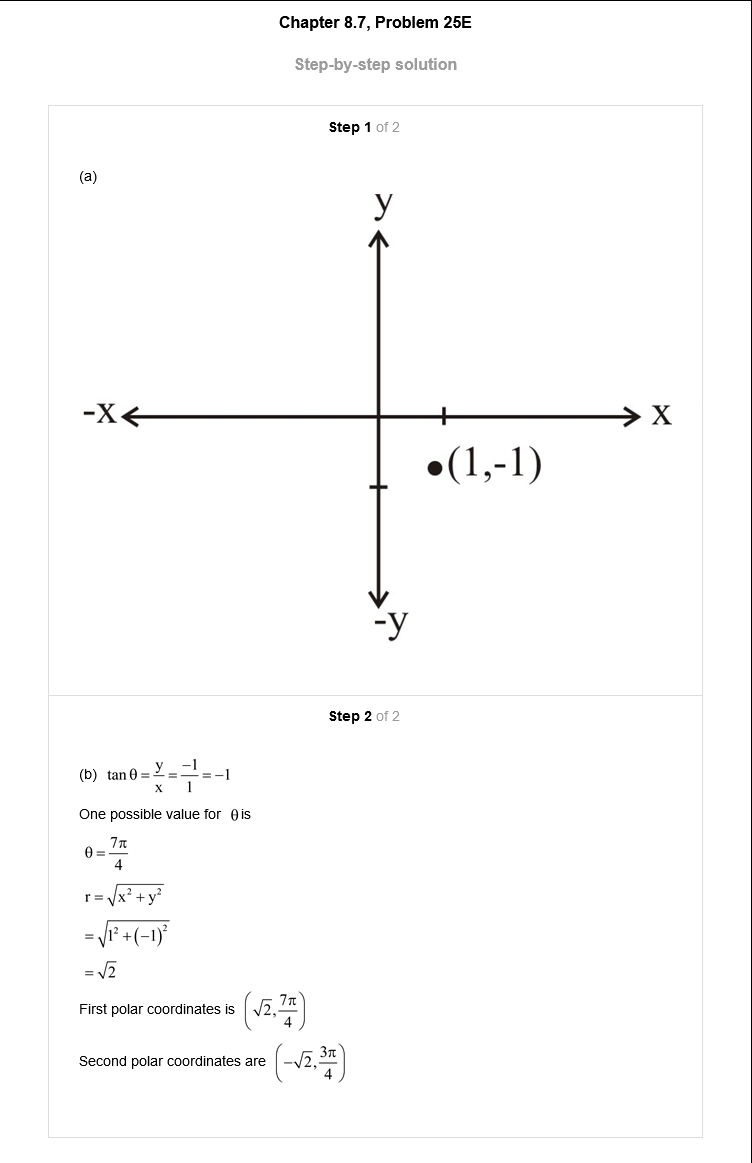 Chapter 8.7, Problem 25E
Step-by-step solution
Step 1 of 2
(a)
y
-x
x
(1,-1)
-y
Step 2 of 2
(b) tan θ = y/x = −1/1 = −1
One possible value for θ is
θ = 7π/4
r = √(x² + y²)
= √(1² + (−1)²)
= √2
First polar coordinates is (√2, 7π/4)
Second polar coordinates are (−√2, 3π/4)